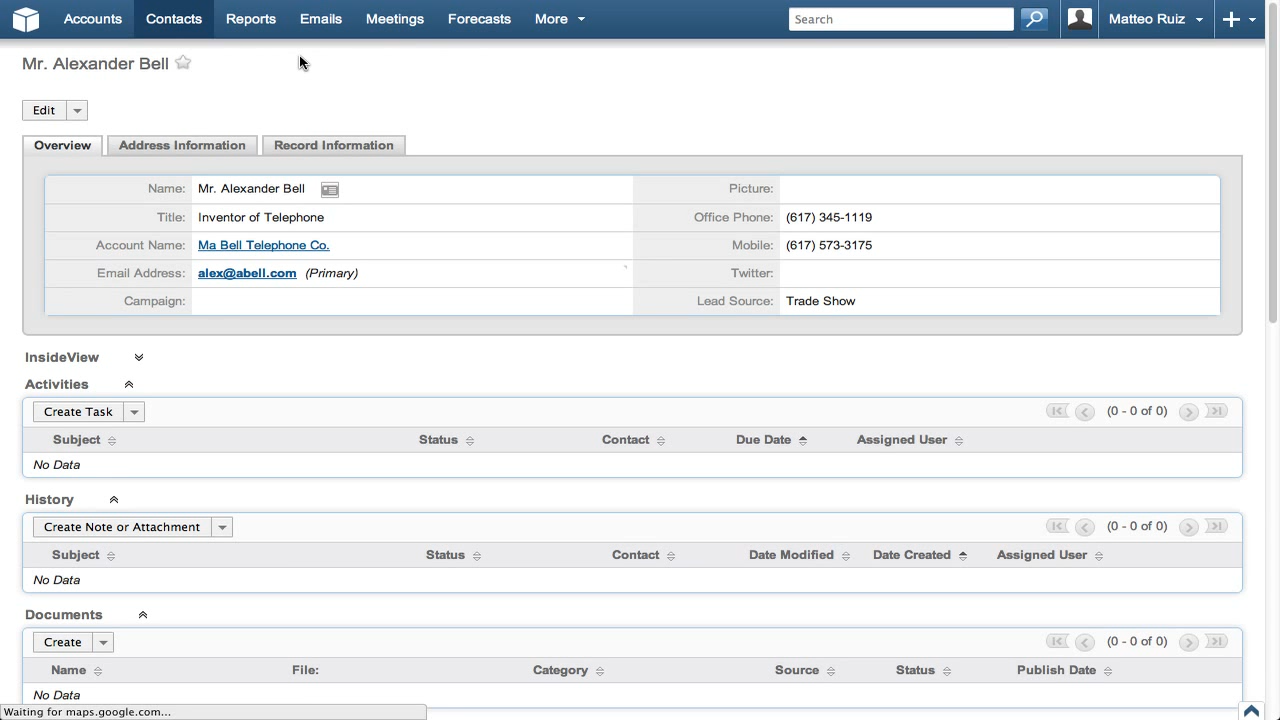 Accounts Contacts Reports Emails Meetings Forecasts More Search Matteo Ruiz
Mr. Alexander Bell
Edit
Overview Address Information Record Information
Name: Mr. Alexander Bell Picture:
Title: Inventor of Telephone Office Phone: (617) 345-1119
Account Name: Ma Bell Telephone Co. Mobile: (617) 573-3175
Email Address: alex@abell.com (Primary) Twitter:
Campaign: Lead Source: Trade Show
InsideView
Activities
Create Task (0 - 0 of 0)
Subject Status Contact Due Date Assigned User
No Data
History
Create Note or Attachment (0 - 0 of 0)
Subject Status Contact Date Modified Date Created Assigned User
No Data
Documents
Create (0 - 0 of 0)
Name File: Category Source Status Publish Date
No Data
Waiting for maps.google.com...